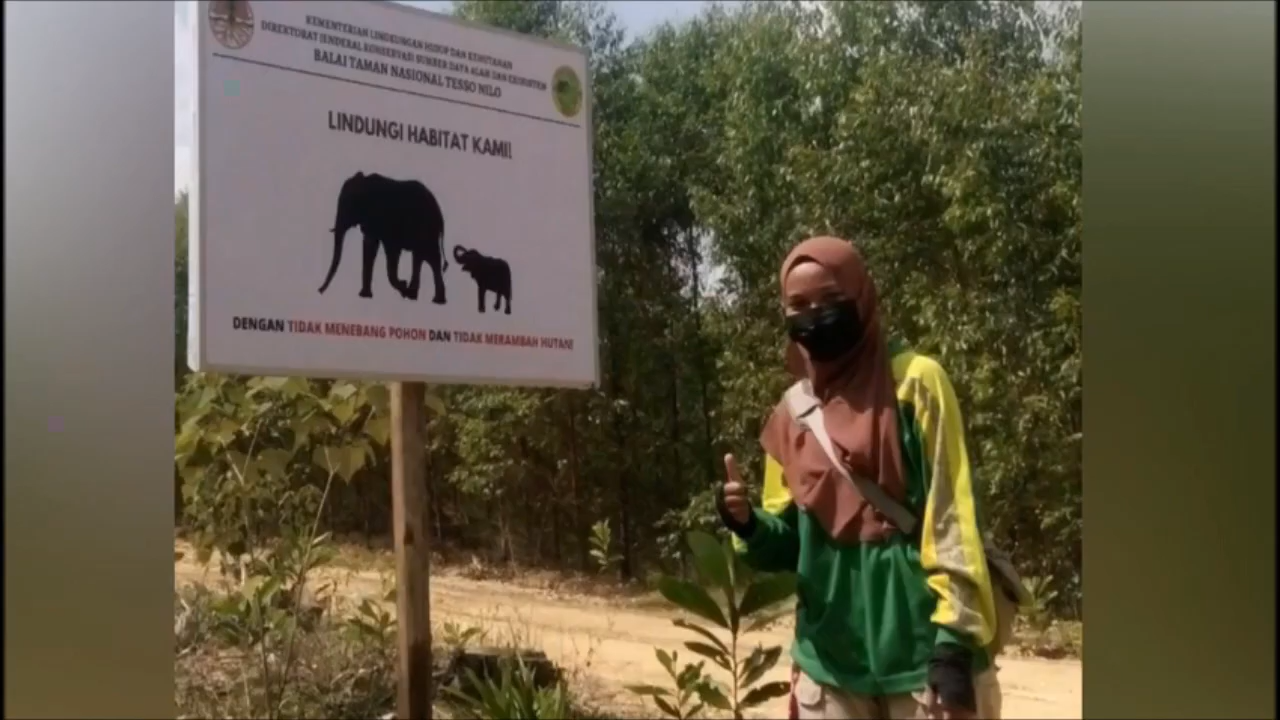 KEMENTERIAN LINGKUNGAN HIDUP DAN KEHUTANAN
DIREKTORAT JENDERAL KONSERVASI SUMBER DAYA ALAM DAN EKOSISTEM
BALAI TAMAN NASIONAL TESSO NILO
LINDUNGI HABITAT KAMI!
DENGAN TIDAK MENEBANG POHON DAN TIDAK MERAMBAH HUTAN!